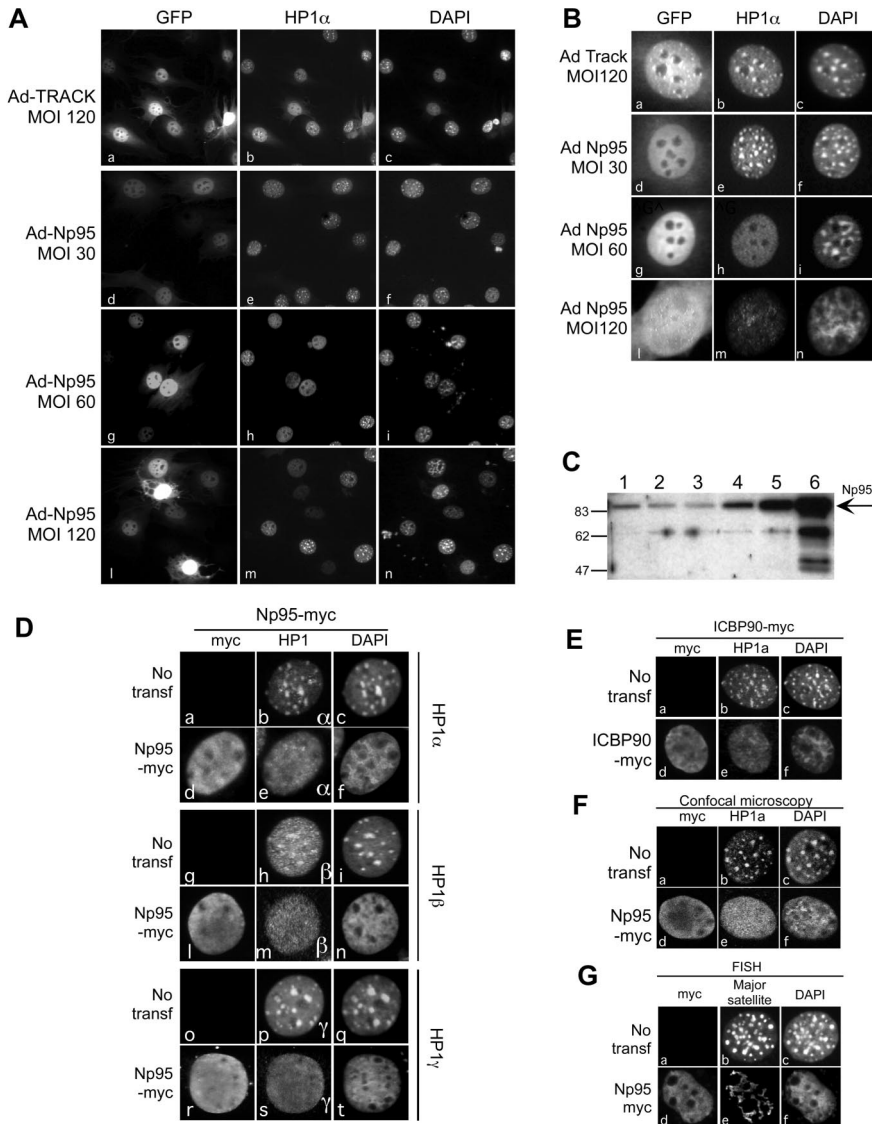 A
GFP HP1α DAPI
Ad-TRACK
MOI 120
a b c
Ad-Np95
MOI 30
d e f
Ad-Np95
MOI 60
g h i
Ad-Np95
MOI 120
l m n
B
GFP HP1α DAPI
Ad Track
MOI120
a b c
Ad Np95
MOI 30
d e f
Ad Np95
MOI 60
g h i
Ad Np95
MOI120
l m n
C
1 2 3 4 5 6
Np95
83
62
47
D
Np95-myc
myc HP1 DAPI
No
transf
a b α c
Np95
-myc
d e α f
HP1α
No
transf
g h β i
Np95
-myc
l m β n
HP1β
No
transf
o p γ q
Np95
-myc
r s γ t
HP1γ
E
ICBP90-myc
myc HP1a DAPI
No
transf
a b c
ICBP90
-myc
d e f
F
Confocal microscopy
myc HP1a DAPI
No
transf
a b c
Np95
-myc
d e f
G
FISH
myc Major satellite DAPI
No
transf
a b c
Np95
myc
d e f